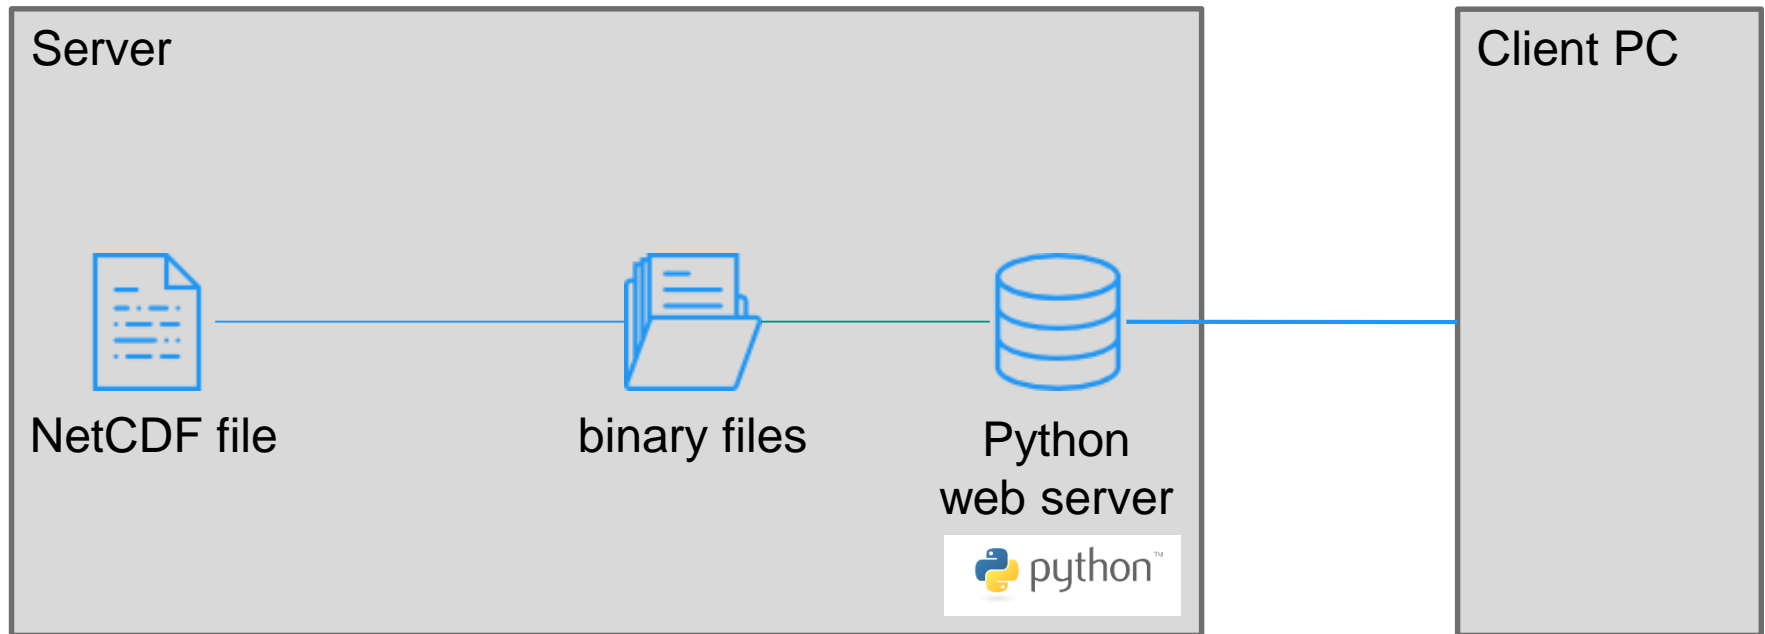 Server
Client PC
NetCDF file
binary files
Python
web server
python™